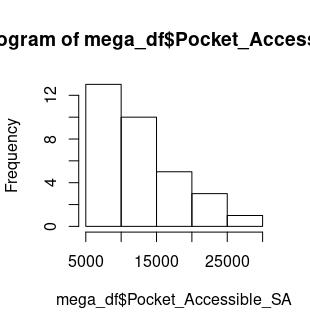 ogram of mega_df$Pocket_Access
Frequency
12
8
4
0
5000 15000 25000
mega_df$Pocket_Accessible_SA